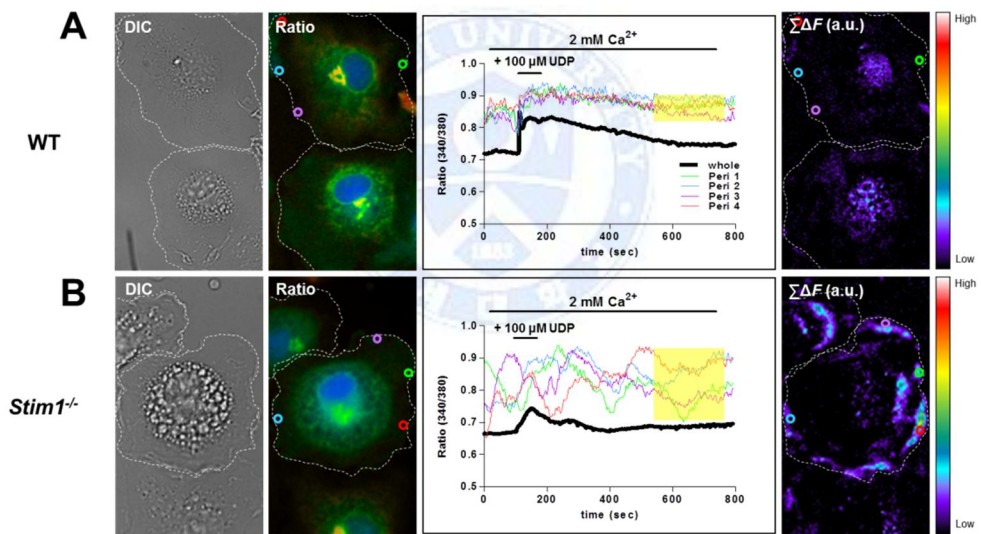 A
DIC
Ratio
2 mM Ca²⁺
+ 100 µM UDP
Ratio (340/380)
1.0
0.9
0.8
0.7
0.6
0.5
whole
Peri 1
Peri 2
Peri 3
Peri 4
0 200 400 600 800
time (sec)
∑ΔF (a.u.)
High
Low
WT
B
DIC
Ratio
2 mM Ca²⁺
+ 100 µM UDP
Ratio (340/380)
1.0
0.9
0.8
0.7
0.6
0.5
0 200 400 600 800
time (sec)
∑ΔF (a.u.)
High
Low
Stim1⁻/⁻